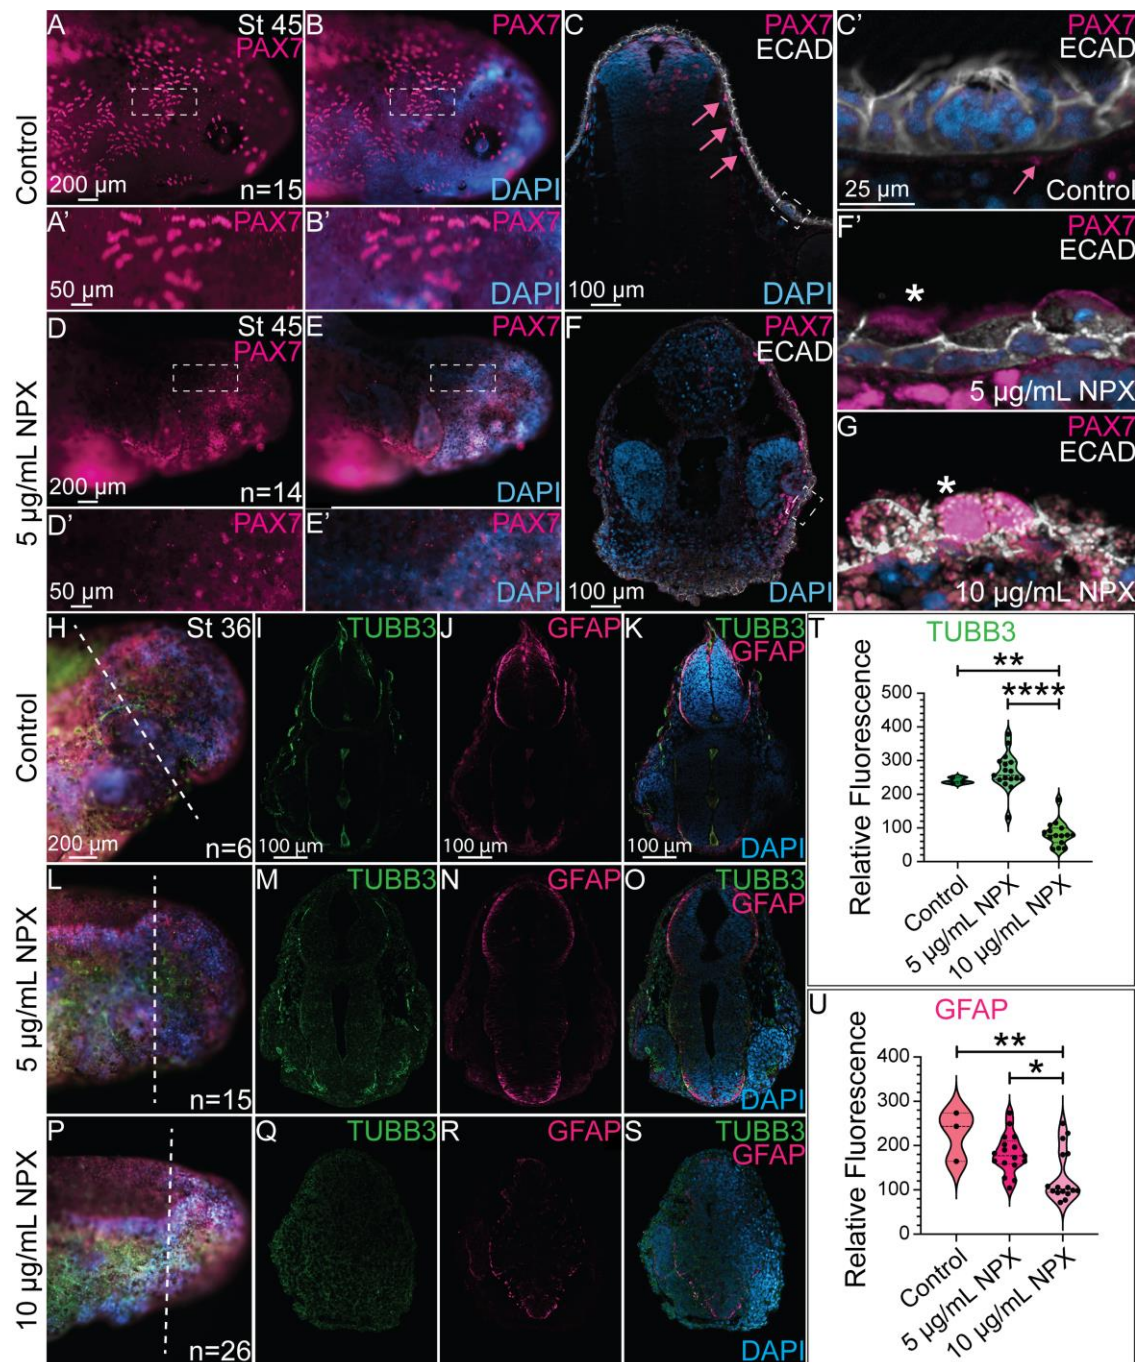 Control
A
St 45
PAX7
200 µm
n=15
B
PAX7
DAPI
C
PAX7
ECAD
100 µm
DAPI
C’
PAX7
ECAD
25 µm
Control
A’
PAX7
50 µm
B’
PAX7
DAPI
5 µg/mL NPX
D
St 45
PAX7
200 µm
n=14
E
PAX7
DAPI
F
PAX7
ECAD
100 µm
DAPI
F’
PAX7
ECAD
*
5 µg/mL NPX
D’
PAX7
50 µm
E’
PAX7
DAPI
G
PAX7
ECAD
*
10 µg/mL NPX
Control
H
St 36
200 µm
n=6
I
TUBB3
100 µm
J
GFAP
100 µm
K
TUBB3
GFAP
DAPI
5 µg/mL NPX
L
n=15
M
TUBB3
N
GFAP
O
TUBB3
GFAP
DAPI
10 µg/mL NPX
P
n=26
Q
TUBB3
R
GFAP
S
TUBB3
GFAP
DAPI
T
TUBB3
**
****
Relative Fluorescence
500
400
300
200
100
0
Control
5 µg/mL NPX
10 µg/mL NPX
U
GFAP
**
*
Relative Fluorescence
400
300
200
100
0
Control
5 µg/mL NPX
10 µg/mL NPX